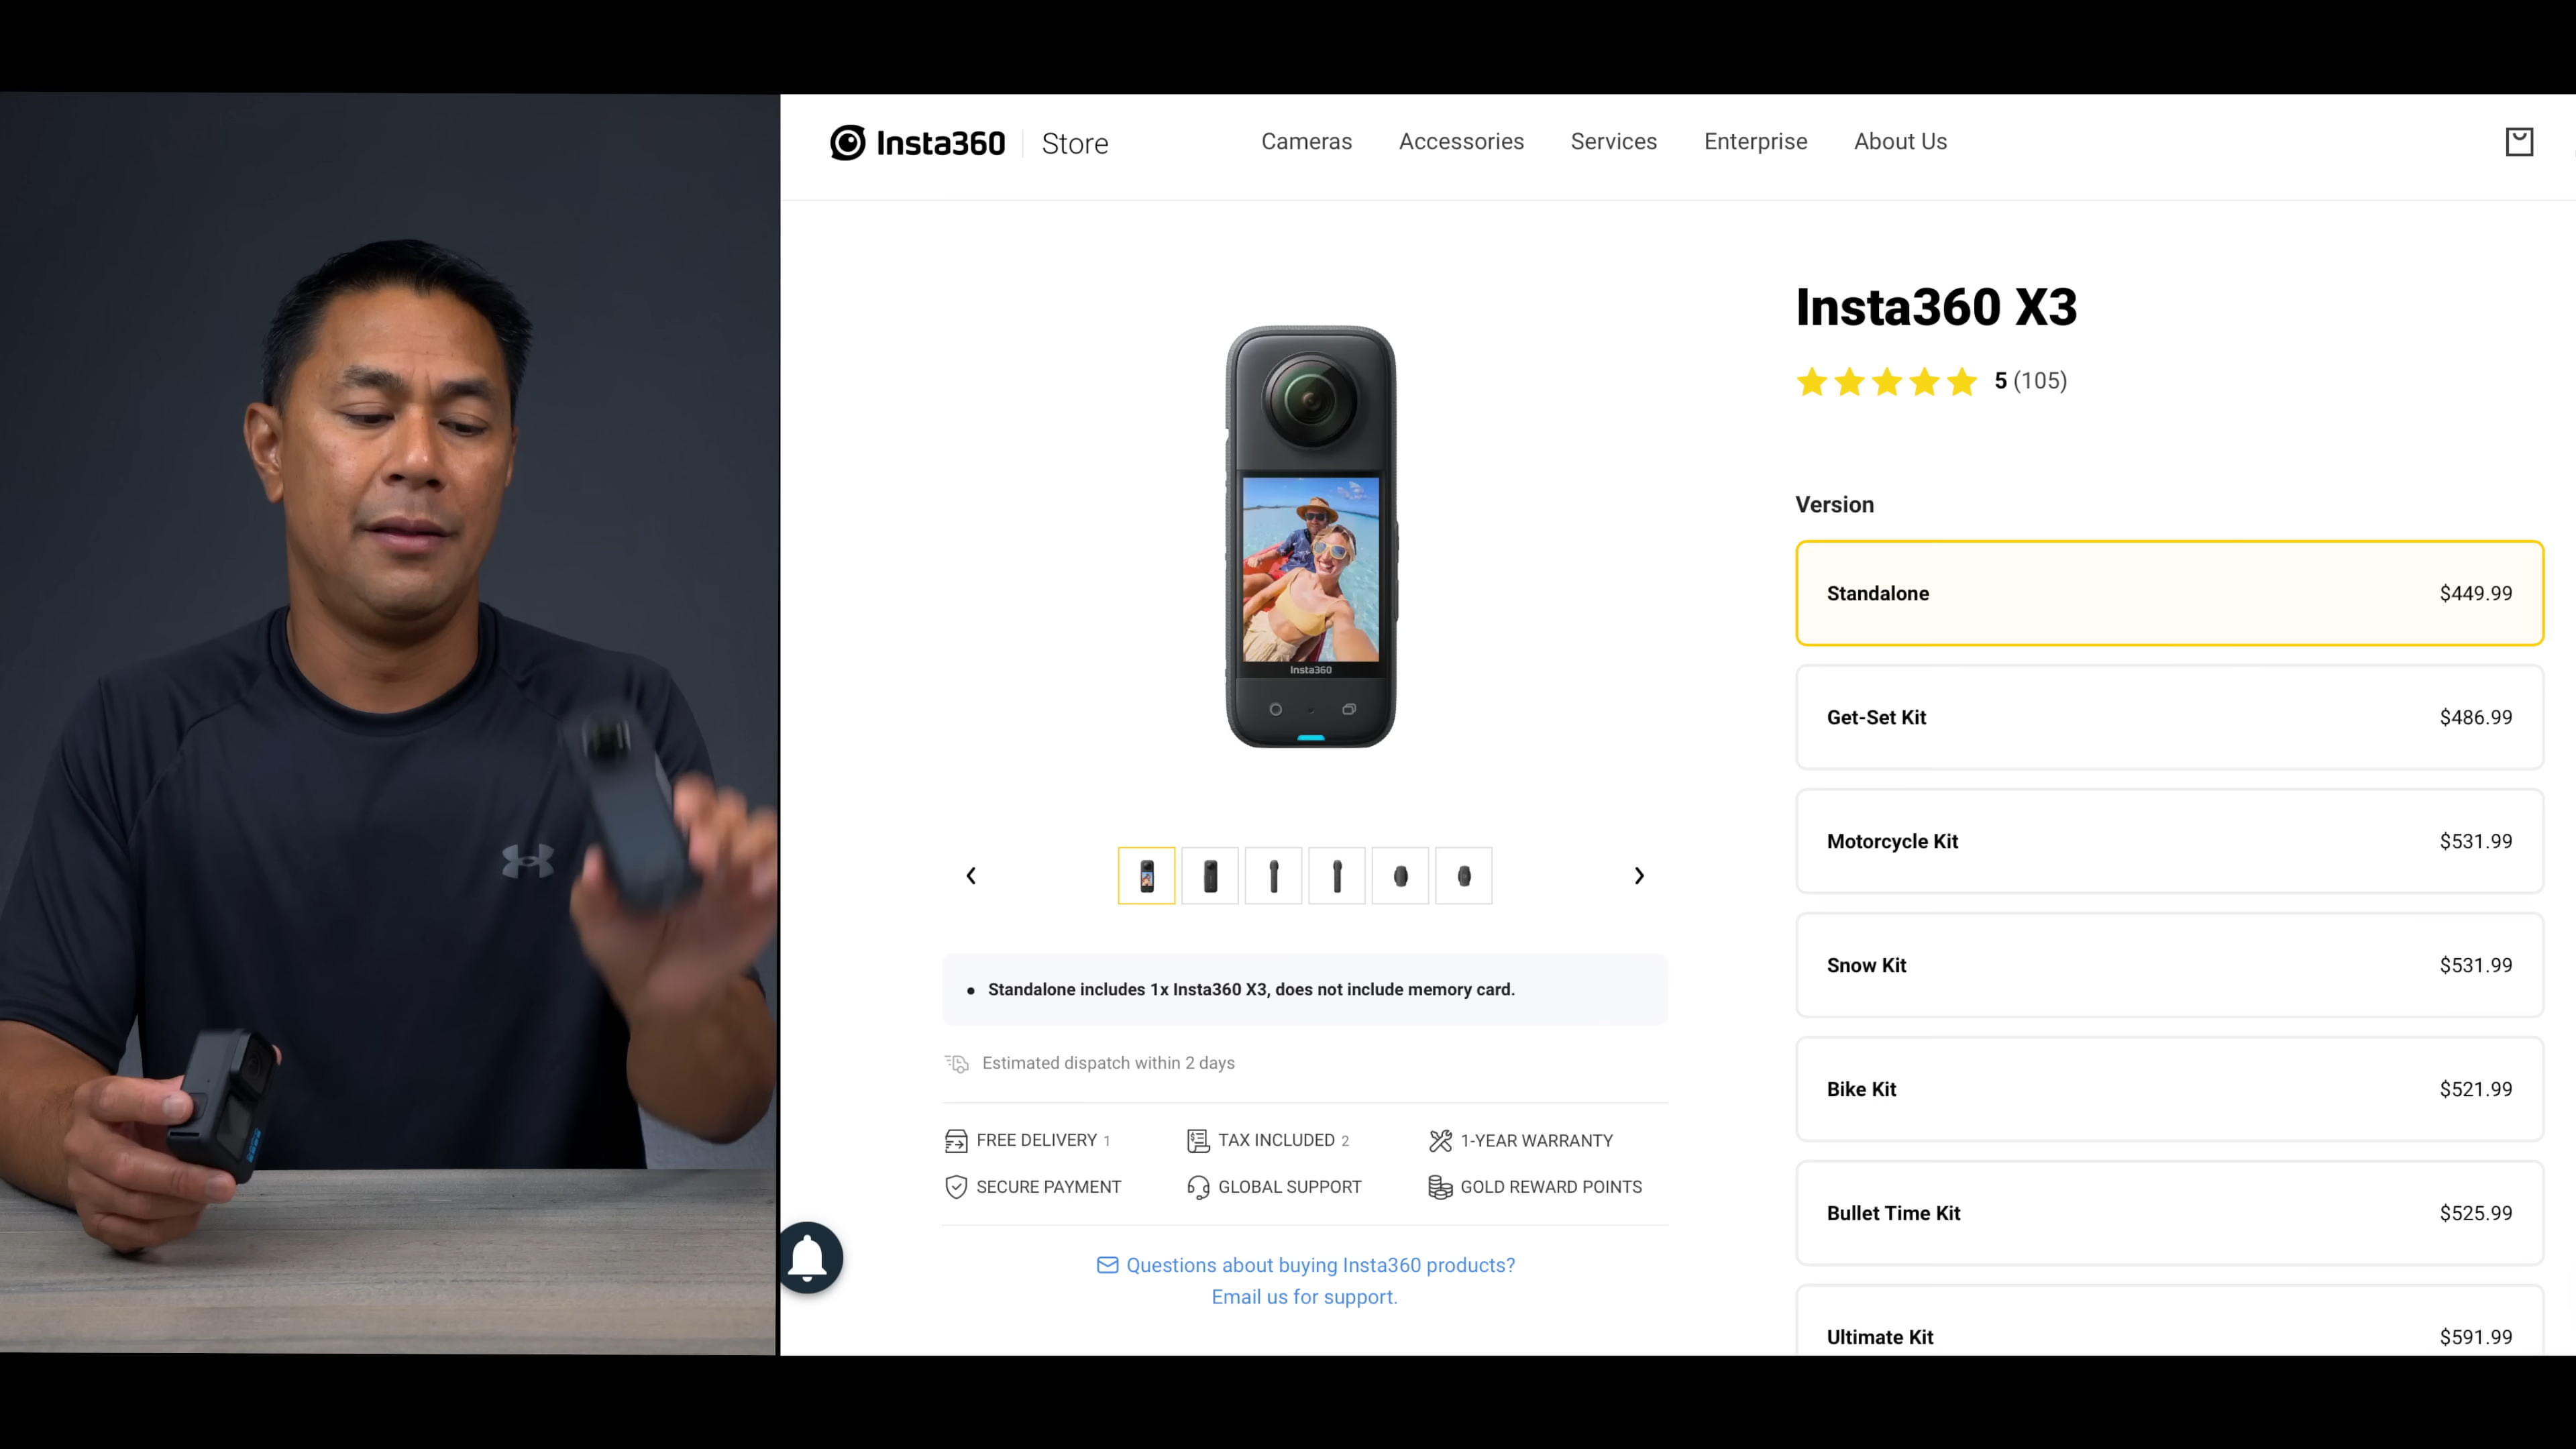 Insta360 Store
Cameras Accessories Services Enterprise About Us
Insta360 X3
5 (105)
Version
Standalone $449.99
Get-Set Kit $486.99
Motorcycle Kit $531.99
Snow Kit $531.99
Bike Kit $521.99
Bullet Time Kit $525.99
Ultimate Kit $591.99
Insta360
Standalone includes 1x Insta360 X3, does not include memory card.
Estimated dispatch within 2 days
FREE DELIVERY 1 TAX INCLUDED 2 1-YEAR WARRANTY
SECURE PAYMENT GLOBAL SUPPORT GOLD REWARD POINTS
Questions about buying Insta360 products?
Email us for support.